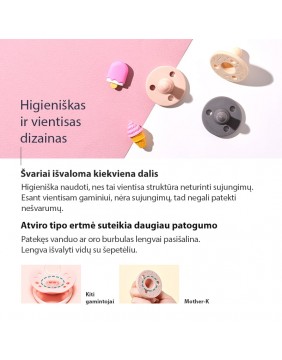 Higieniškas
ir vientisas
dizainas
Švariai išvaloma kiekviena dalis
Higieniška naudoti, nes tai vientisa struktūra neturinti sujungimų.
Esant vientisam gaminiui, nėra sujungimų, tad negali patekti
nešvarumų.
Atviro tipo ertmė suteikia daugiau patogumo
Patekęs vanduo ar oro burbulas lengvai pasišalina.
Lengva išvalyti vidų su šepetėliu.
Kiti
gamintojai
Mother-K